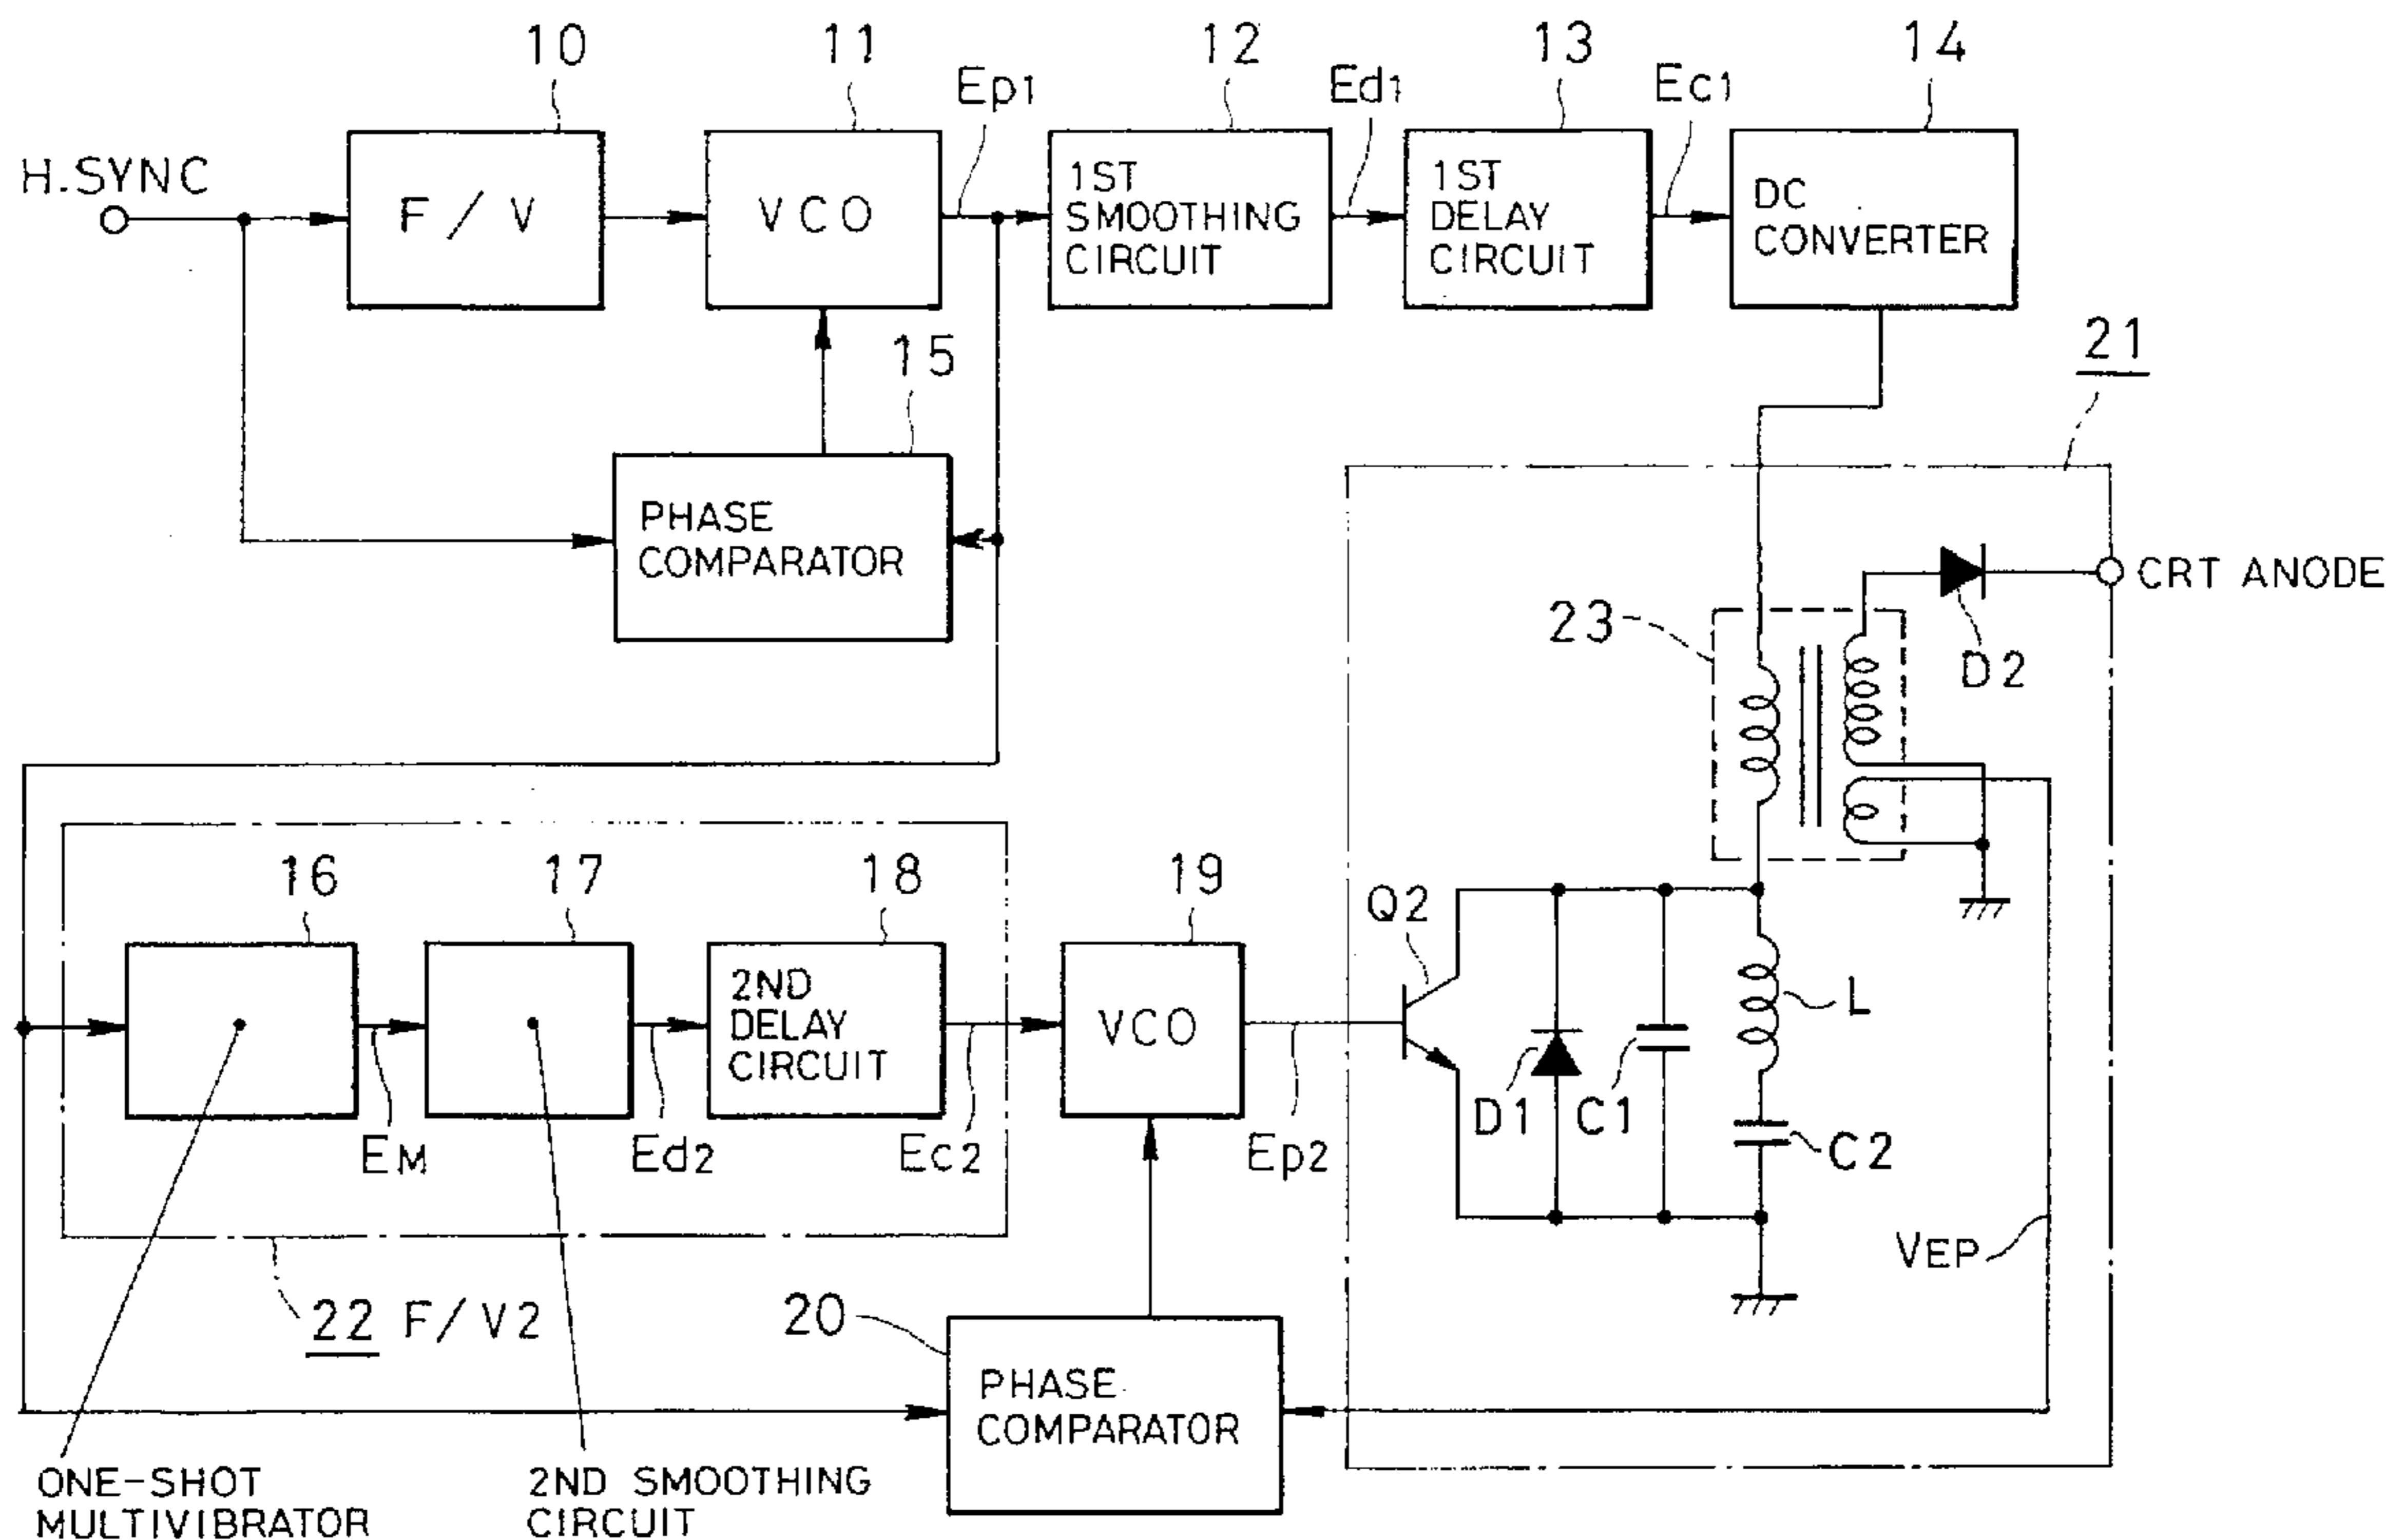 10
11
12
13
14
Ep1
Ed1
Ec1
H.SYNC
F / V
VCO
1ST
SMOOTHING
CIRCUIT
1ST
DELAY
CIRCUIT
DC
CONVERTER
15
21
PHASE
COMPARATOR
CRT ANODE
23
D2
16
17
18
19
Q2
2ND
DELAY
CIRCUIT
VCO
L
EM
Ed2
Ec2
Ep2
D1
C1
C2
VEP
22 F/V2
20
PHASE
COMPARATOR
ONE-SHOT
MULTIVIBRATOR
2ND SMOOTHING
CIRCUIT